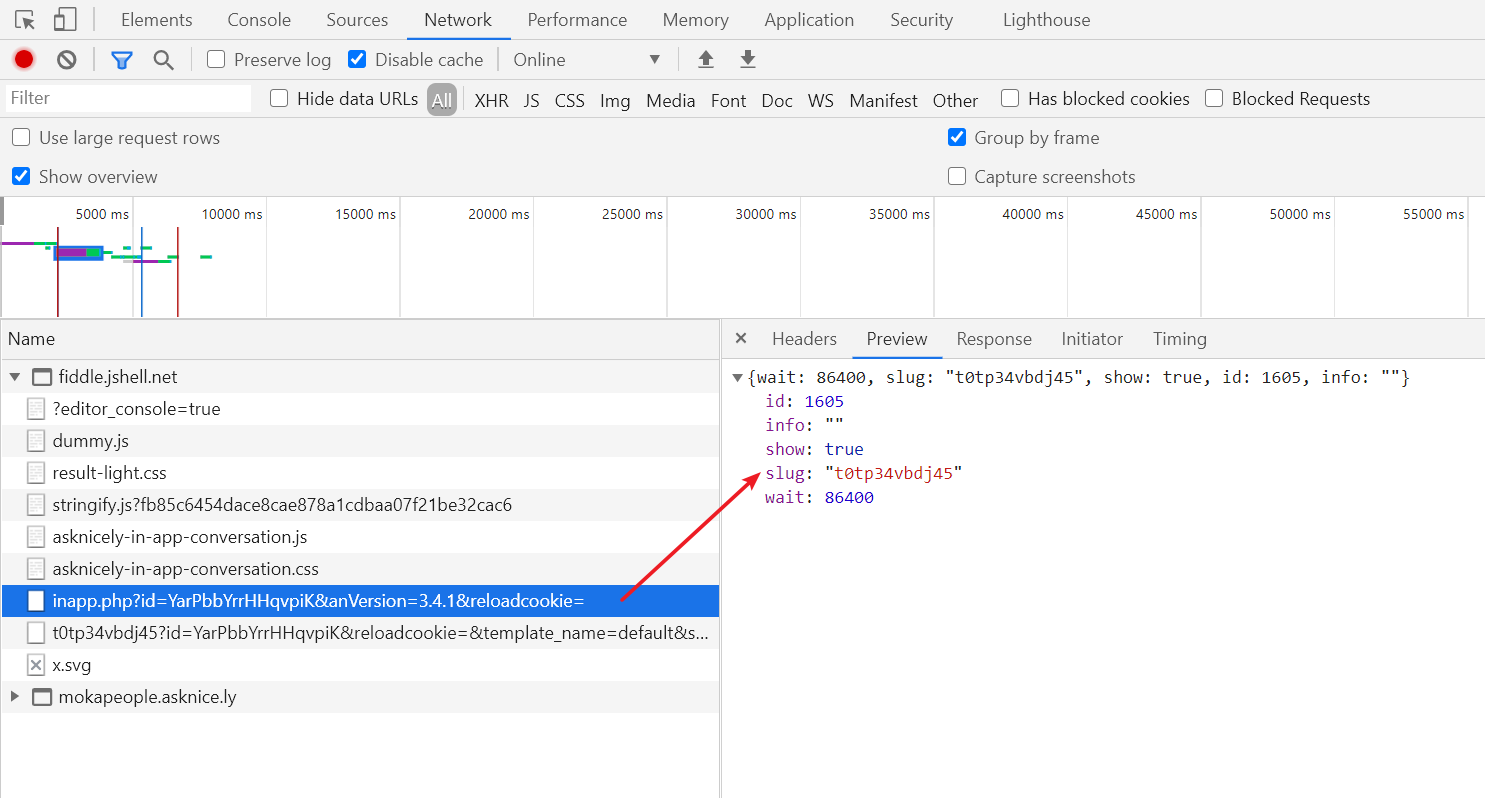 Elements Console Sources Network Performance Memory Application Security Lighthouse
Preserve log Disable cache Online
Filter Hide data URLs All XHR JS CSS Img Media Font Doc WS Manifest Other Has blocked cookies Blocked Requests
Use large request rows Group by frame
Show overview Capture screenshots
5000 ms 10000 ms 15000 ms 20000 ms 25000 ms 30000 ms 35000 ms 40000 ms 45000 ms 50000 ms 55000 ms
Name
fiddle.jshell.net
?editor_console=true
dummy.js
result-light.css
stringify.js?fb85c6454dace8cae878a1cdbaa07f21be32cac6
asknicely-in-app-conversation.js
asknicely-in-app-conversation.css
inapp.php?id=YarPbbYrrHHqvpiK&anVersion=3.4.1&reloadcookie=
t0tp34vbdj45?id=YarPbbYrrHHqvpiK&reloadcookie=&template_name=default&s...
x.svg
mokapeople.asknice.ly
Headers Preview Response Initiator Timing
{wait: 86400, slug: "t0tp34vbdj45", show: true, id: 1605, info: ""}
id: 1605
info: ""
show: true
slug: "t0tp34vbdj45"
wait: 86400